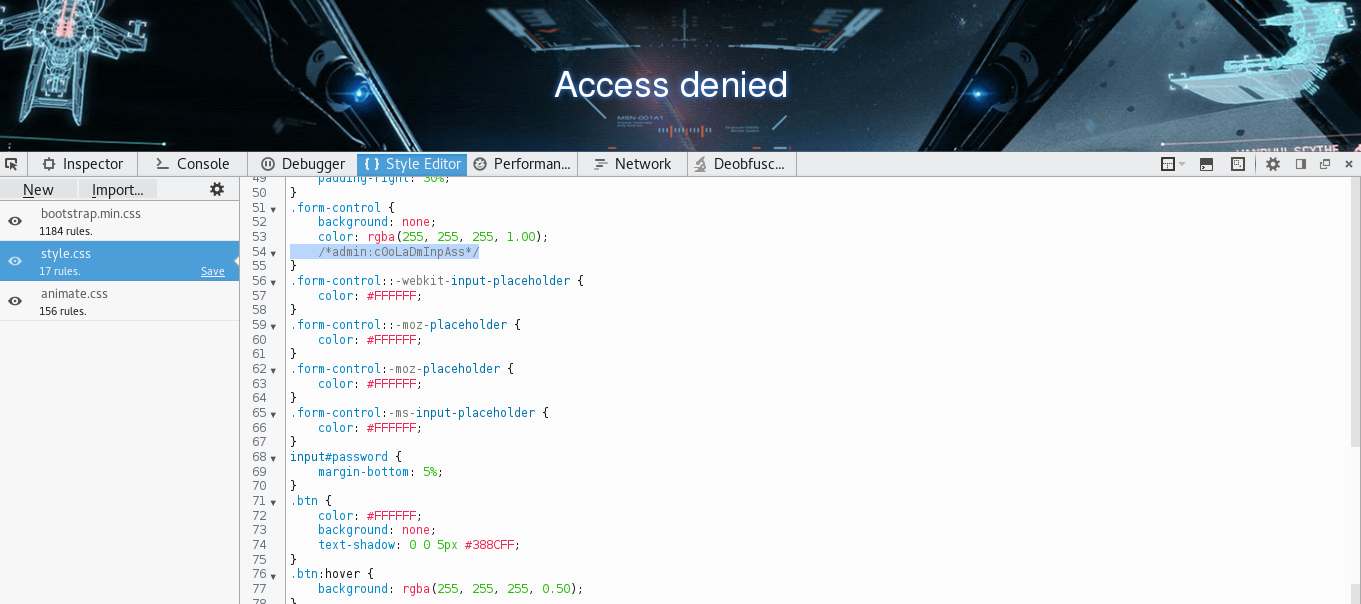 Access denied
MSN-001A1
Inspector
Console
Debugger
{ } Style Editor
Performan...
Network
Deobfusc...
New
Import...
bootstrap.min.css
1184 rules.
style.css
17 rules.
Save
animate.css
156 rules.
49 padding-right: 30%;
50 }
51 .form-control {
52 background: none;
53 color: rgba(255, 255, 255, 1.00);
54 /*admin:cOoLaDmInpAss*/
55 }
56 .form-control::-webkit-input-placeholder {
57 color: #FFFFFF;
58 }
59 .form-control::-moz-placeholder {
60 color: #FFFFFF;
61 }
62 .form-control:-moz-placeholder {
63 color: #FFFFFF;
64 }
65 .form-control:-ms-input-placeholder {
66 color: #FFFFFF;
67 }
68 input#password {
69 margin-bottom: 5%;
70 }
71 .btn {
72 color: #FFFFFF;
73 background: none;
74 text-shadow: 0 0 5px #388CFF;
75 }
76 .btn:hover {
77 background: rgba(255, 255, 255, 0.50);
78 }